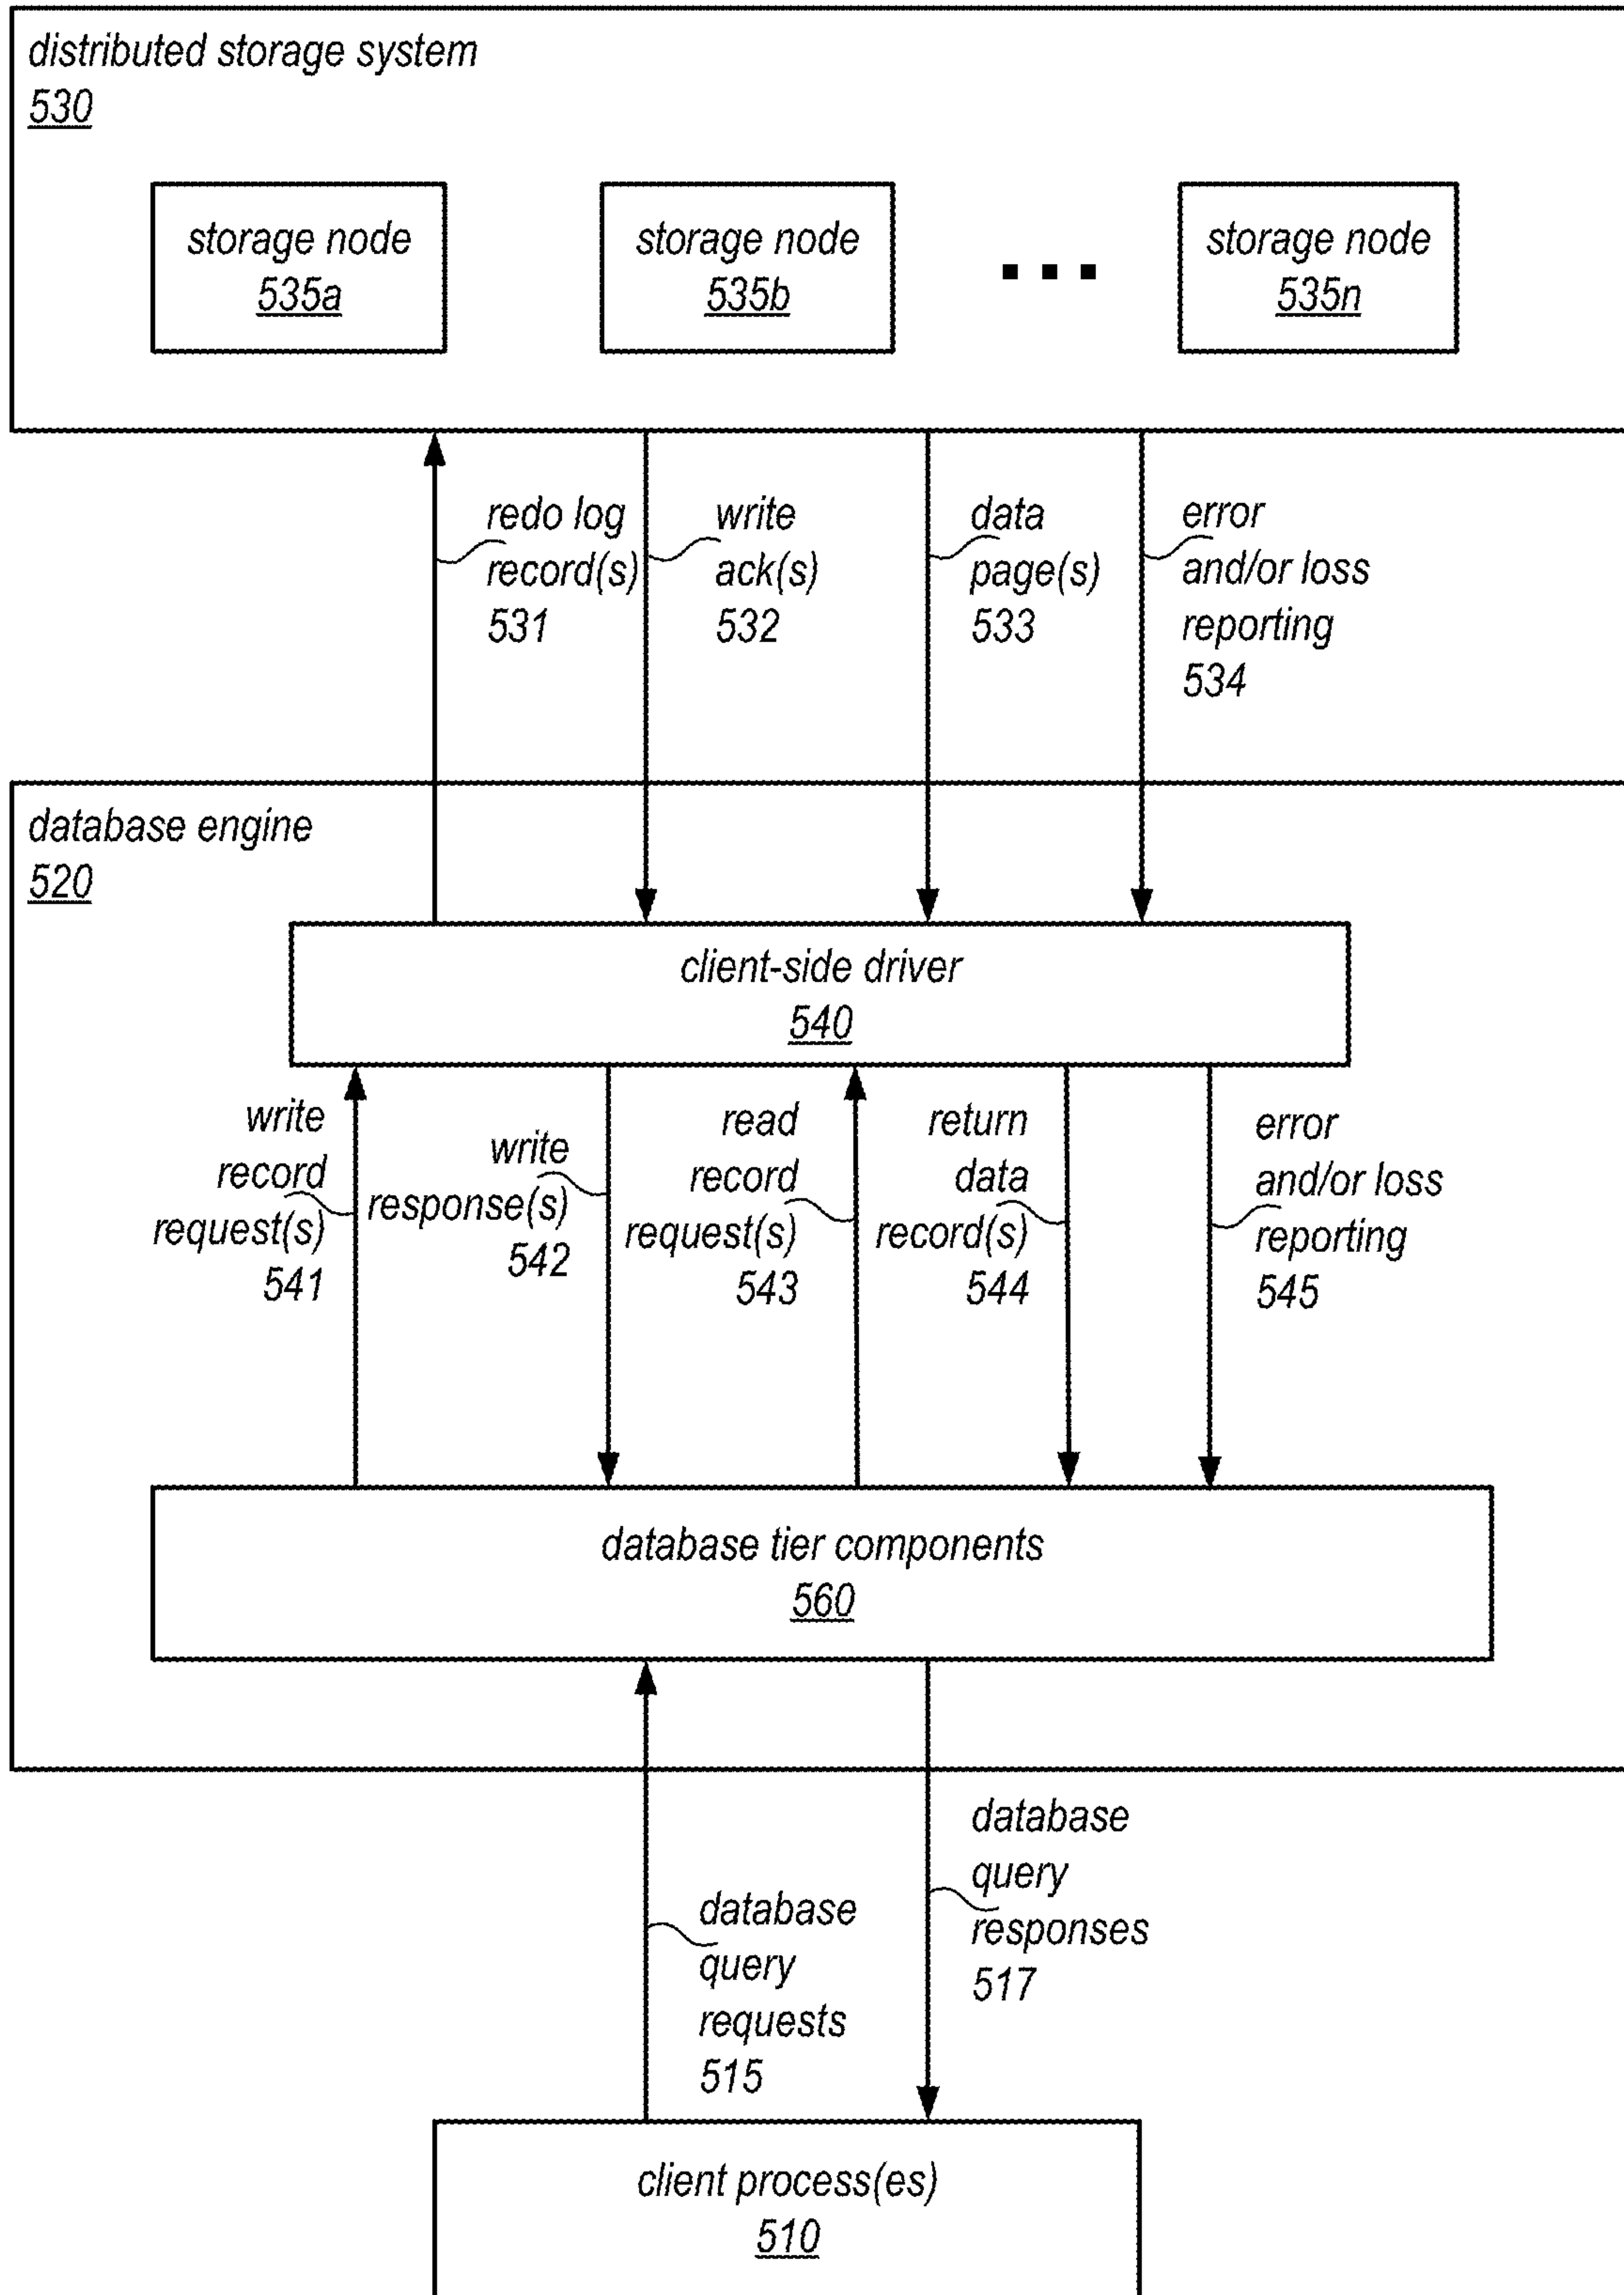 distributed storage system
530
storage node
535a
storage node
535b
storage node
535n
redo log
record(s)
531
write
ack(s)
532
data
page(s)
533
error
and/or loss
reporting
534
database engine
520
client-side driver
540
write
record
request(s)
541
write
response(s)
542
read
record
request(s)
543
return
data
record(s)
544
error
and/or loss
reporting
545
database tier components
560
database
query
requests
515
database
query
responses
517
client process(es)
510